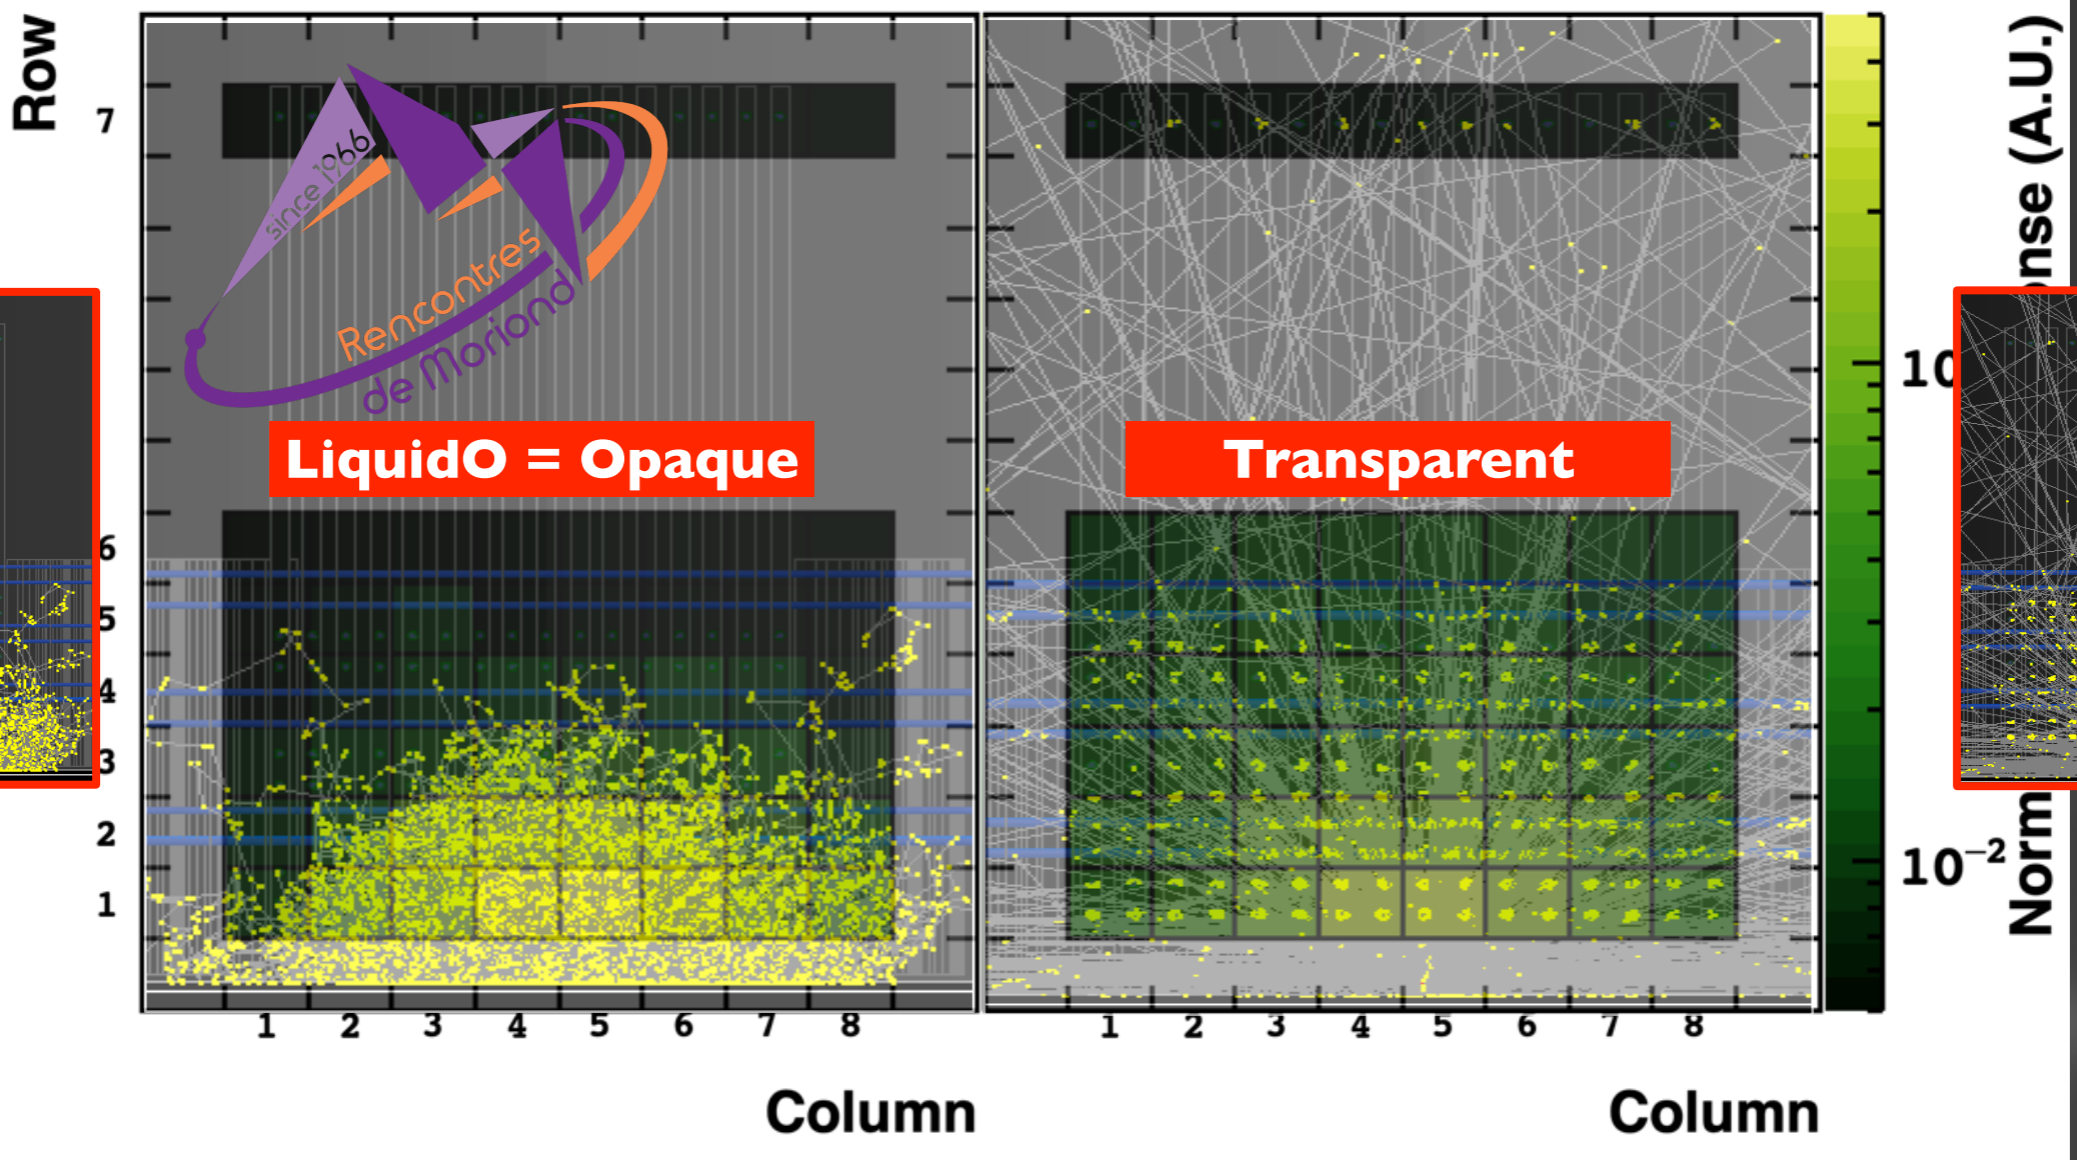 Row
7
6
5
4
3
2
1
since 1966
Rencontres
de Moriond
LiquidO = Opaque
1 2 3 4 5 6 7 8
Column
Transparent
1 2 3 4 5 6 7 8
Column
10
10⁻²
Norm
onse (A.U.)